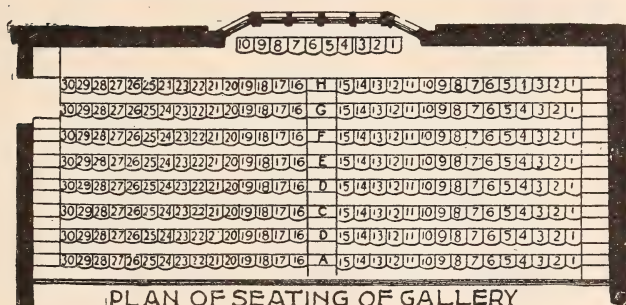 10 9 8 7 6 5 4 3 2 1
30 29 28 27 26 25 21 23 22 21 20 19 18 17 16 H 15 14 13 12 11 10 9 8 7 6 5 4 3 2 1
30 29 28 27 26 25 24 23 22 21 20 19 18 17 16 G 15 14 13 12 11 10 9 8 7 6 5 4 3 2 1
30 29 28 27 26 25 24 23 22 21 20 19 18 17 16 F 15 14 13 12 11 10 9 8 7 6 5 4 3 2 1
30 29 28 27 26 25 24 23 22 21 20 19 18 17 16 E 15 14 13 12 11 10 9 8 7 6 5 4 3 2 1
30 29 28 27 26 25 24 23 22 21 20 19 18 17 16 D 15 14 13 12 11 10 9 8 7 6 5 4 3 2 1
30 29 28 27 26 25 24 23 22 21 20 19 18 17 16 C 15 14 13 12 11 10 9 8 7 6 5 4 3 2 1
30 29 28 27 26 25 24 23 22 2 20 19 18 17 16 D 15 14 13 12 11 10 9 8 7 6 5 4 3 2 1
30 29 28 27 26 25 24 23 22 21 20 19 18 17 16 A 15 14 13 12 11 10 9 8 7 6 5 4 3 2 1
PLAN OF SEATING OF GALLERY